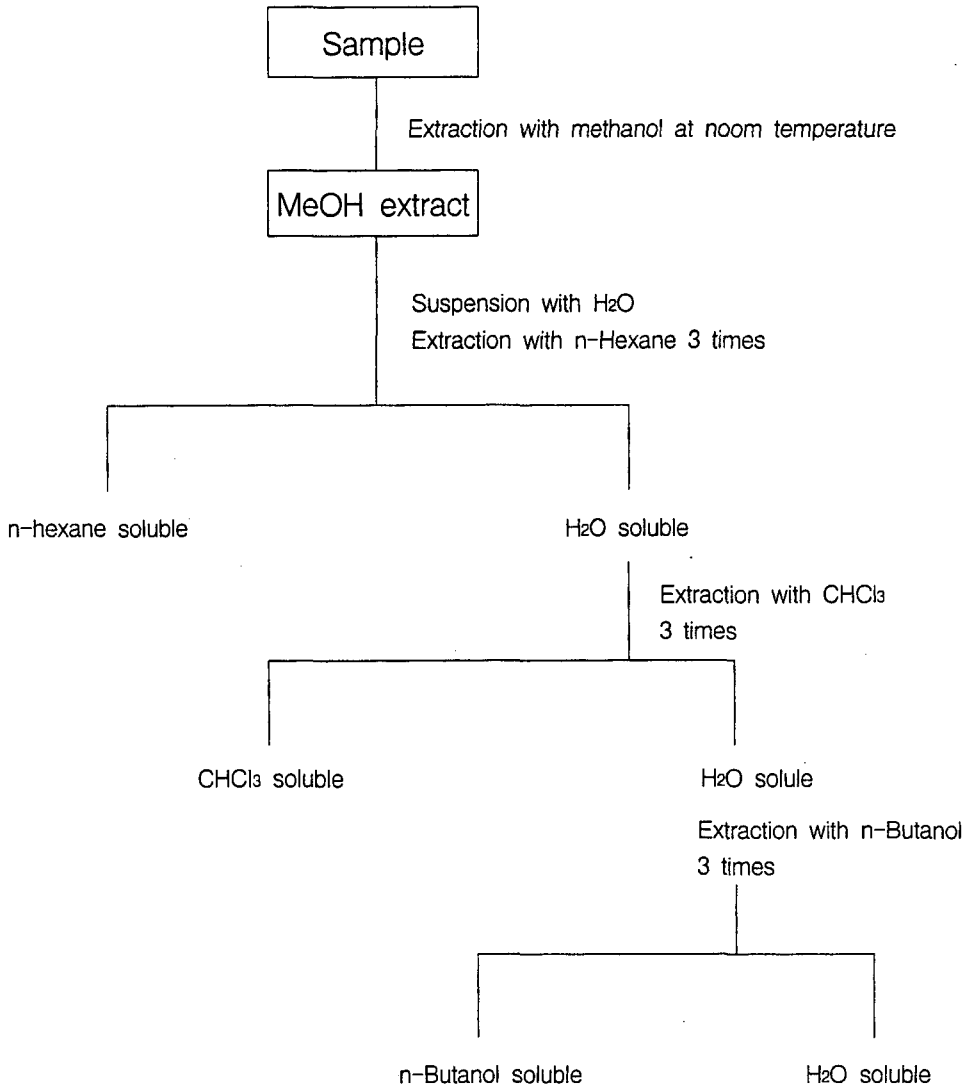 Sample
Extraction with methanol at noom temperature
MeOH extract
Suspension with H2O
Extraction with n-Hexane 3 times
n-hexane soluble
H2O soluble
Extraction with CHCl3
3 times
CHCl3 soluble
H2O solule
Extraction with n-Butanol
3 times
n-Butanol soluble
H2O soluble